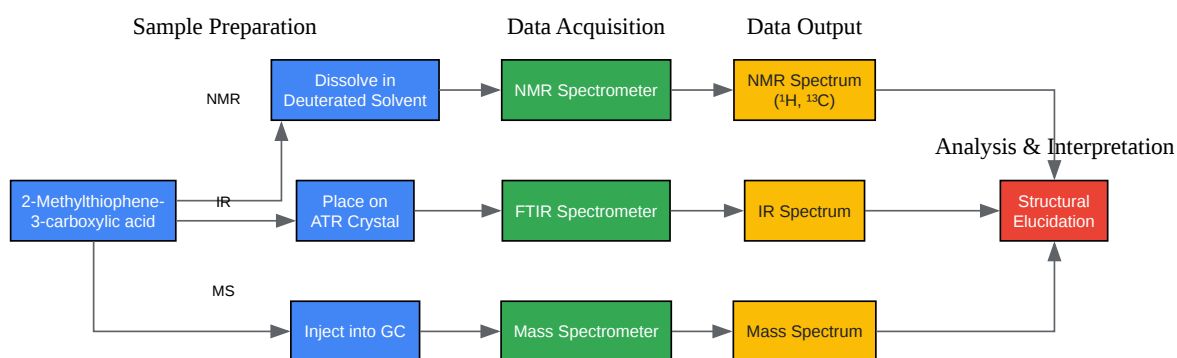 Sample Preparation
Data Acquisition
Data Output
Dissolve in
Deuterated Solvent
NMR Spectrometer
NMR Spectrum
(¹H, ¹³C)
NMR
Analysis & Interpretation
2-Methylthiophene-
3-carboxylic acid
IR
Place on
ATR Crystal
FTIR Spectrometer
IR Spectrum
Structural
Elucidation
MS
Inject into GC
Mass Spectrometer
Mass Spectrum